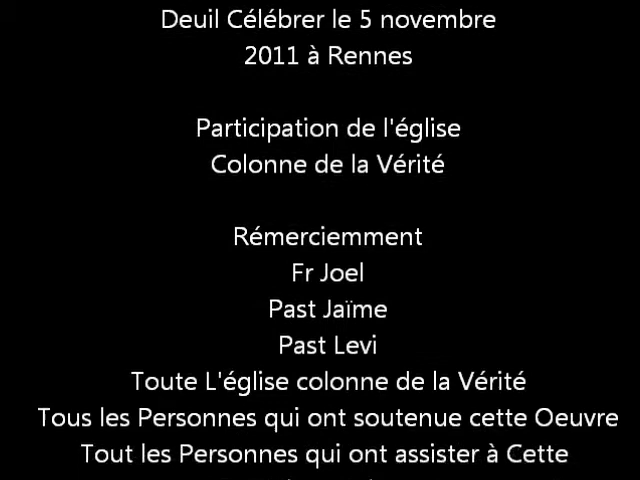 Deuil Célébrer le 5 novembre
2011 à Rennes
Participation de l'église
Colonne de la Vérité
Rémerciemment
Fr Joel
Past Jaïme
Past Levi
Toute L'église colonne de la Vérité
Tous les Personnes qui ont soutenue cette Oeuvre
Tout les Personnes qui ont assister à Cette